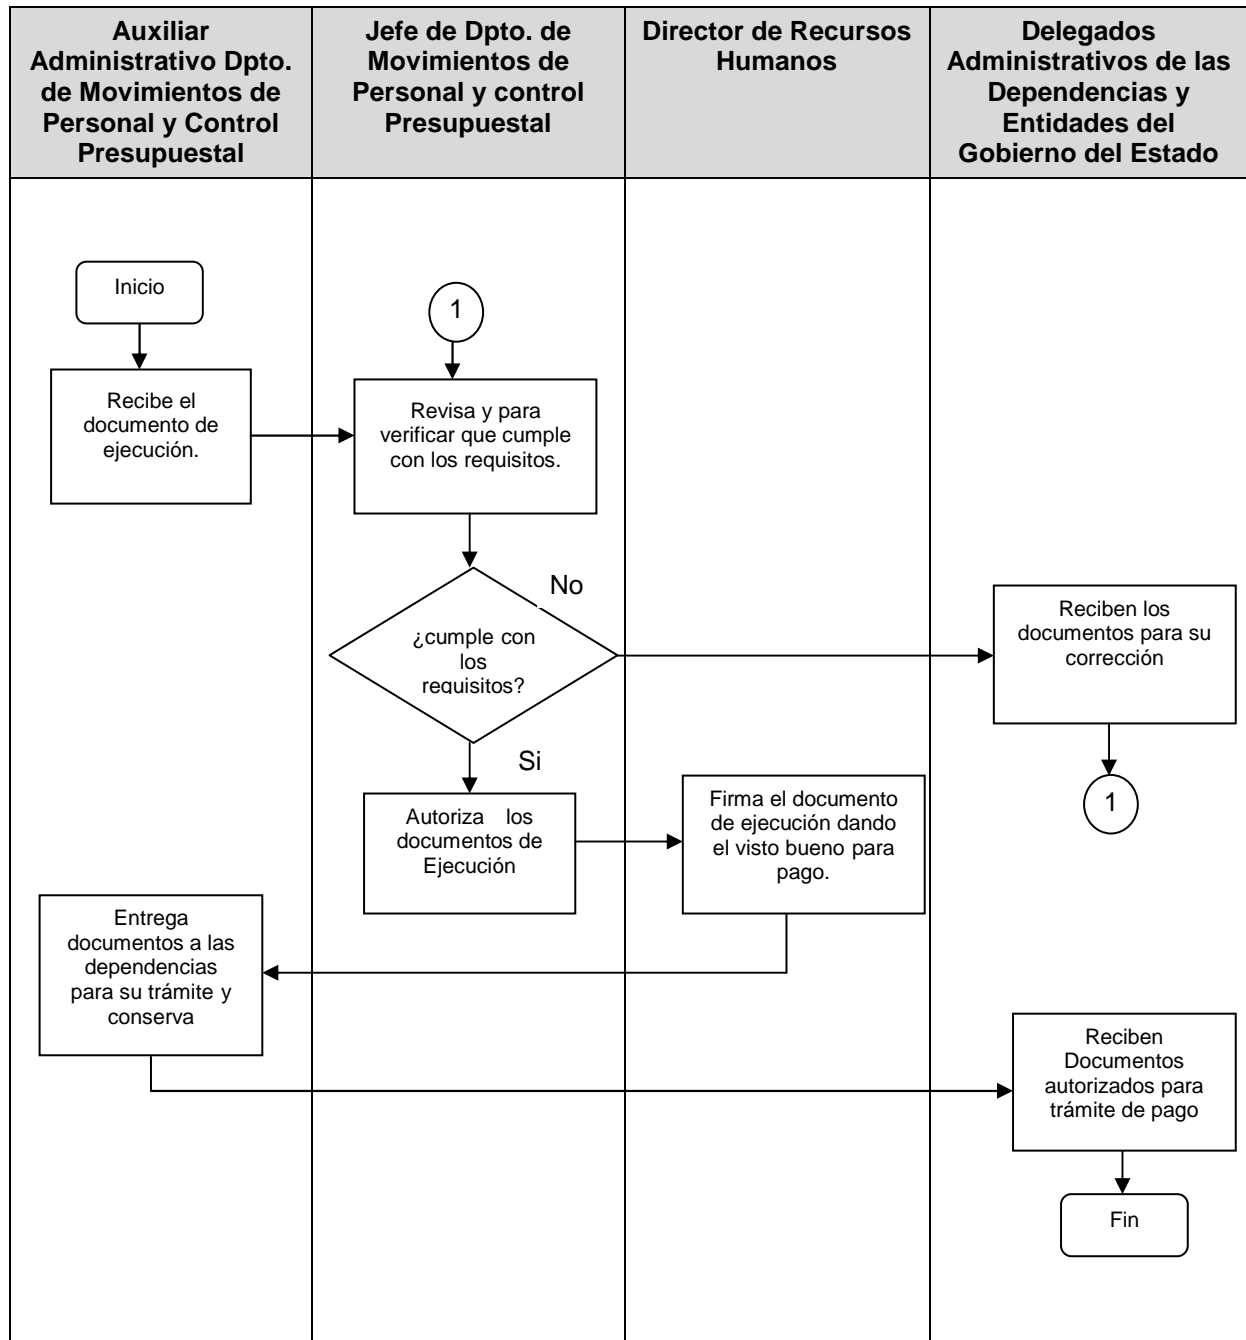 Auxiliar
Administrativo Dpto.
de Movimientos de
Personal y Control
Presupuestal
Jefe de Dpto. de
Movimientos de
Personal y control
Presupuestal
Director de Recursos
Humanos
Delegados
Administrativos de las
Dependencias y
Entidades del
Gobierno del Estado
Inicio
1
Recibe el
documento de
ejecución.
Revisa y para
verificar que cumple
con los requisitos.
No
¿cumple con
los
requisitos?
Reciben los
documentos para su
corrección
Si
1
Autoriza los
documentos de
Ejecución
Firma el documento
de ejecución dando
el visto bueno para
pago.
Entrega
documentos a las
dependencias
para su trámite y
conserva
Reciben
Documentos
autorizados para
trámite de pago
Fin